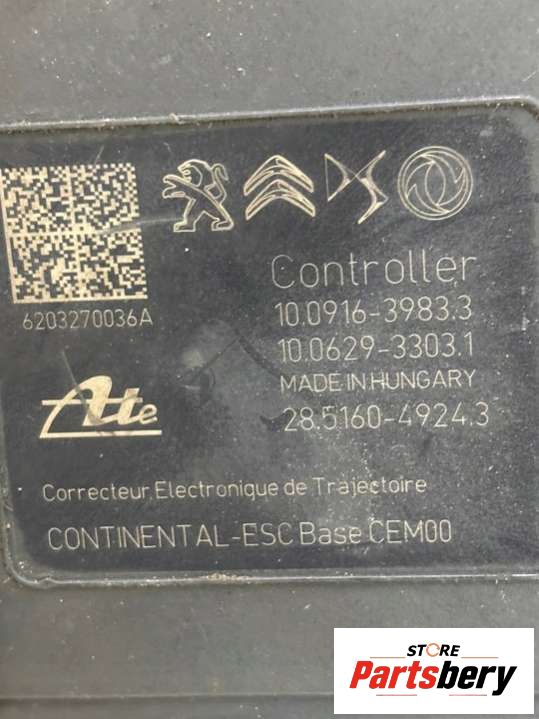 DS
Controller
6203270036A
10.0916-3983.3
10.0629-3303.1
MADE IN HUNGARY
Ate
28.5160-4924.3
Correcteur Electronique de Trajectoire
CONTINENTAL-ESC Base CEM00
STORE
Partsbery